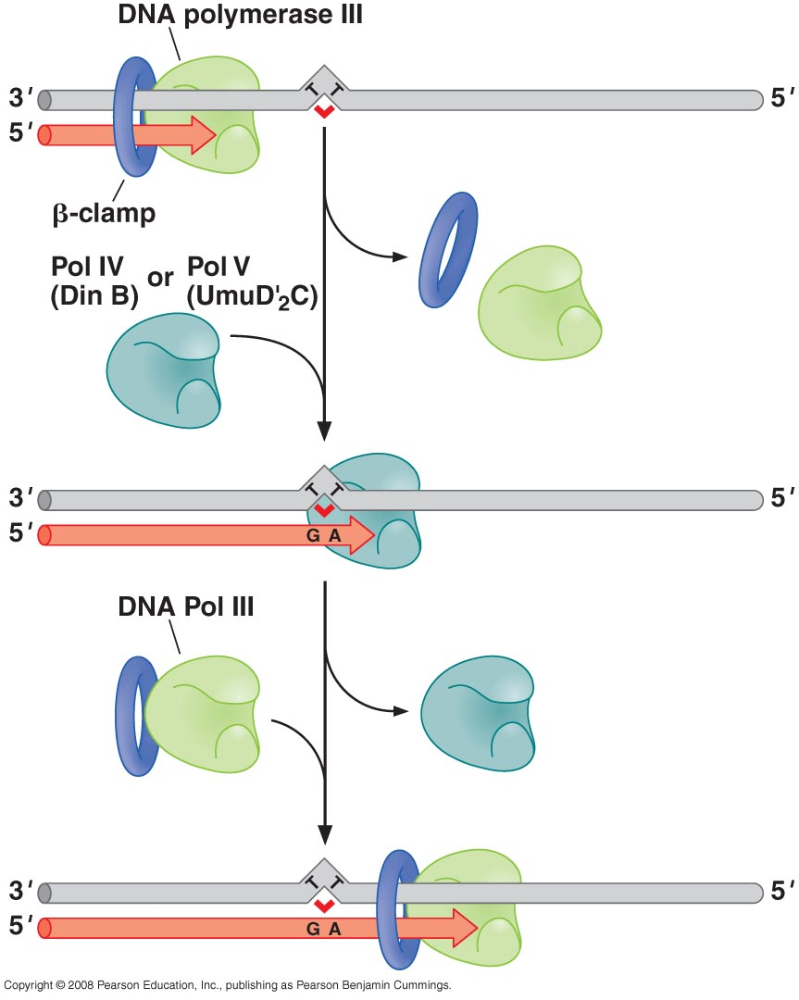 DNA polymerase III
3′ T T 5′
5′
β-clamp
Pol IV or Pol V
(Din B) (UmuD′₂C)
3′ T T 5′
5′ G A
DNA Pol III
3′ T T 5′
5′ G A
Copyright © 2008 Pearson Education, Inc., publishing as Pearson Benjamin Cummings.